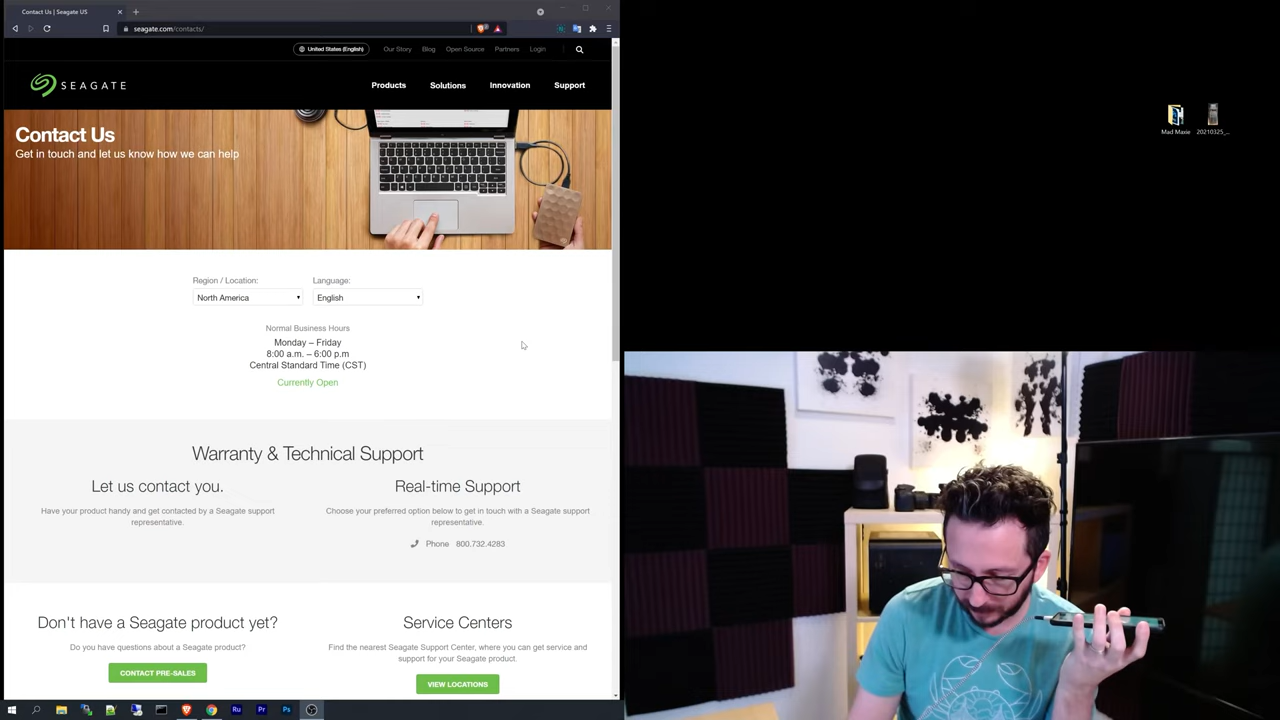 Contact Us | Seagate US
seagate.com/contacts/
United States (English)
Our Story
Blog
Open Source
Partners
Login
SEAGATE
Products
Solutions
Innovation
Support
Contact Us
Get in touch and let us know how we can help
Region / Location:
Language:
North America
English
Normal Business Hours
Monday – Friday
8:00 a.m. – 6:00 p.m
Central Standard Time (CST)
Currently Open
Warranty & Technical Support
Let us contact you.
Have your product handy and get contacted by a Seagate support
representative.
Real-time Support
Choose your preferred option below to get in touch with a Seagate support
representative.
Phone 800.732.4283
Don't have a Seagate product yet?
Do you have questions about a Seagate product?
CONTACT PRE-SALES
Service Centers
Find the nearest Seagate Support Center, where you can get service and
support for your Seagate product.
VIEW LOCATIONS
Mad Maxie
20210325_...
Ru
Pr
Ps